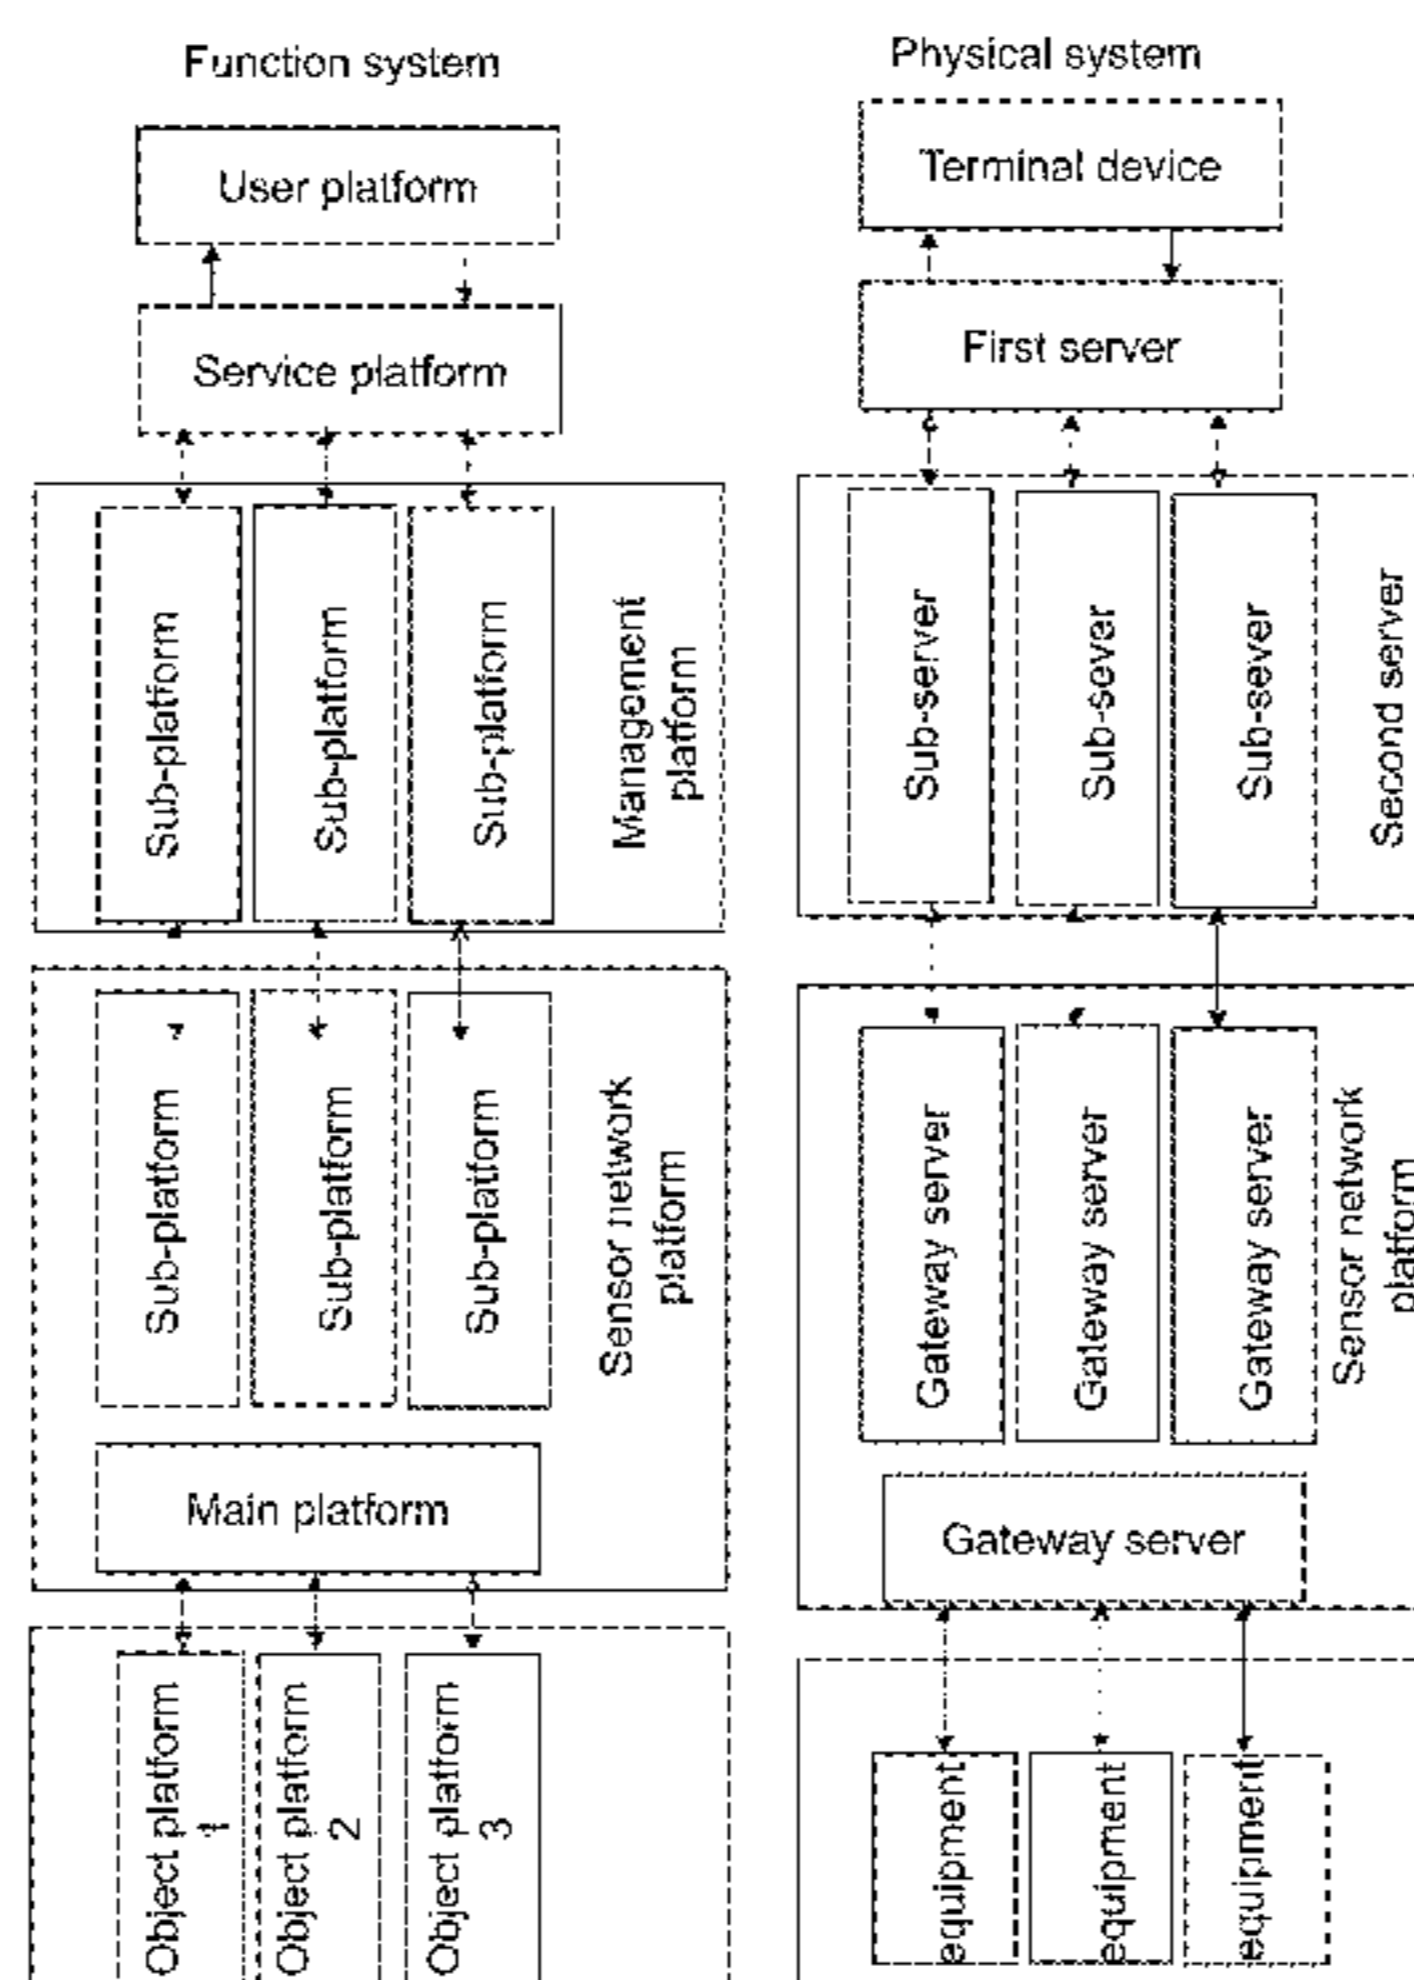 Function system
User platform
Service platform
Sub-platform
Sub-platform
Sub-platform
Management
platform
Sub-platform
Sub-platform
Sub-platform
Sensor network
platform
Main platform
Object platform
1
Object platform
2
Object platform
3
Physical system
Terminal device
First server
Sub-server
Sub-sever
Sub-sever
Second server
Gateway server
Gateway server
Gateway server
Sensor network
platform
Gateway server
equipment
equipment
equipment